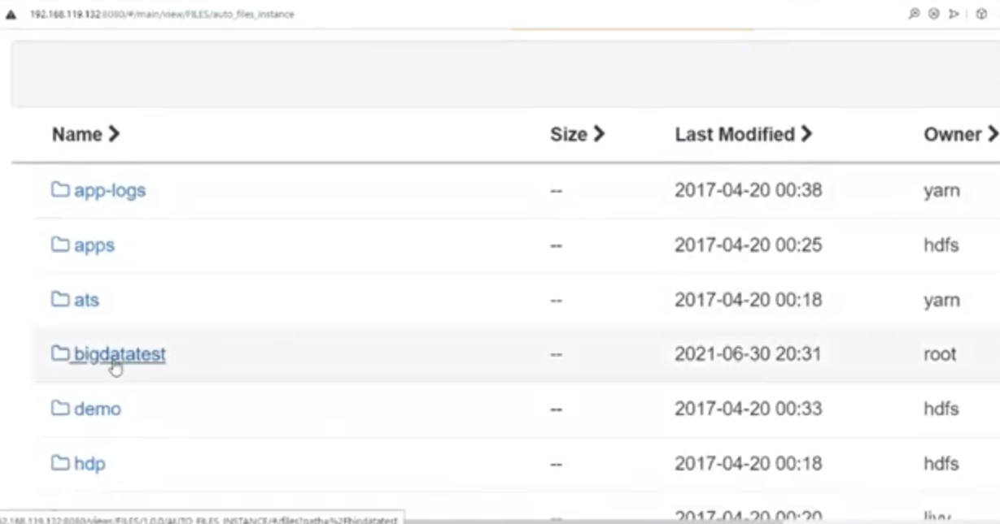 192.168.119.132:8080/#/main/view/FILES/auto_files_instance
Name Size Last Modified Owner
app-logs -- 2017-04-20 00:38 yarn
apps -- 2017-04-20 00:25 hdfs
ats -- 2017-04-20 00:18 yarn
bigdatatest -- 2021-06-30 20:31 root
demo -- 2017-04-20 00:33 hdfs
hdp -- 2017-04-20 00:18 hdfs
-- 2017-04-20 00:20 livy
2.168.119.132:8080/views/FILES/1.0.0/AUTO_FILES_INSTANCE/#/files?path=%2Fbigdatatest